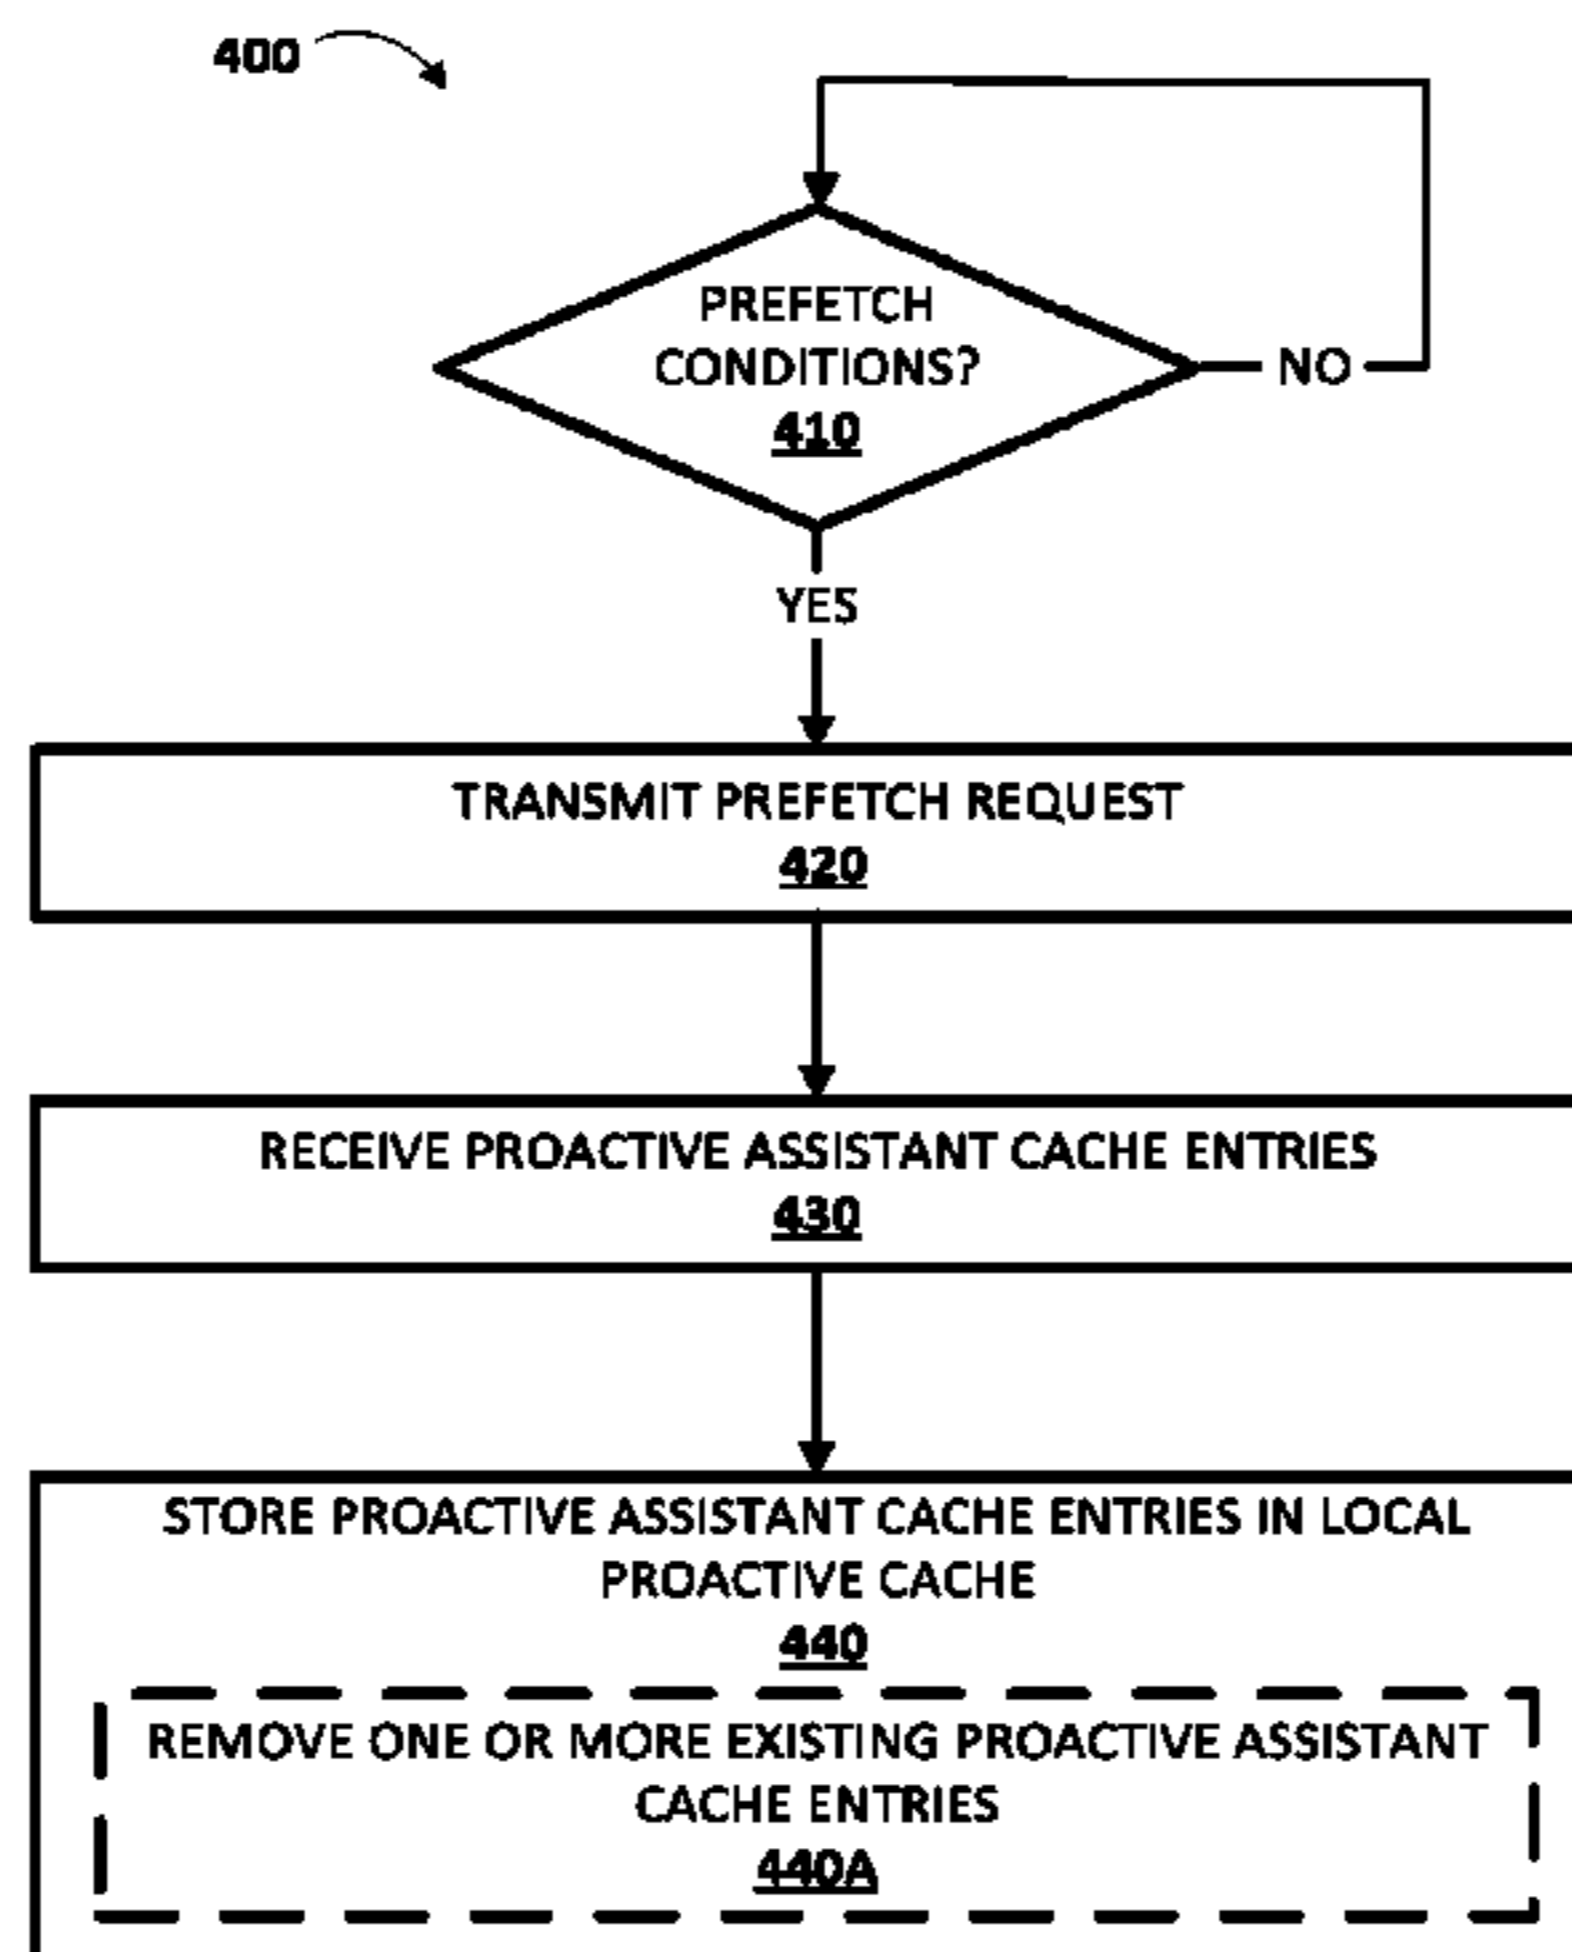 400
PREFETCH
CONDITIONS?
410
NO
YES
TRANSMIT PREFETCH REQUEST
420
RECEIVE PROACTIVE ASSISTANT CACHE ENTRIES
430
STORE PROACTIVE ASSISTANT CACHE ENTRIES IN LOCAL
PROACTIVE CACHE
440
REMOVE ONE OR MORE EXISTING PROACTIVE ASSISTANT
CACHE ENTRIES
440A